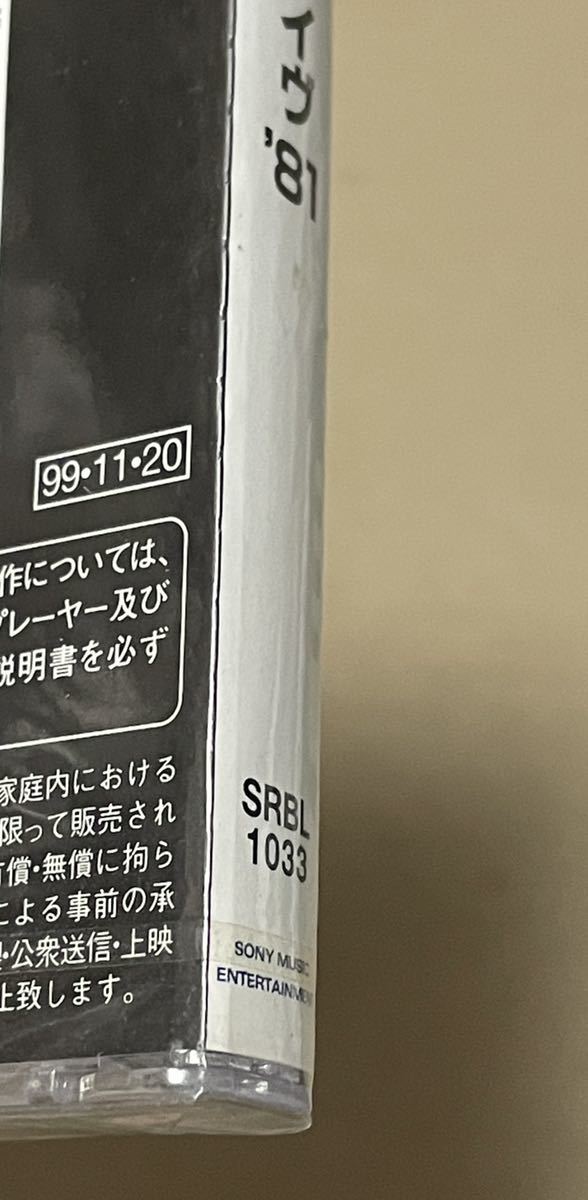 イヴ'81
99•11•20
作については、
プレーヤー及び
説明書を必ず
家庭内における
限って販売され
償・無償に拘ら
による事前の承
・公衆送信・上映
止致します。
SRBL
1033
SONY MUSIC
ENTERTAINMENT